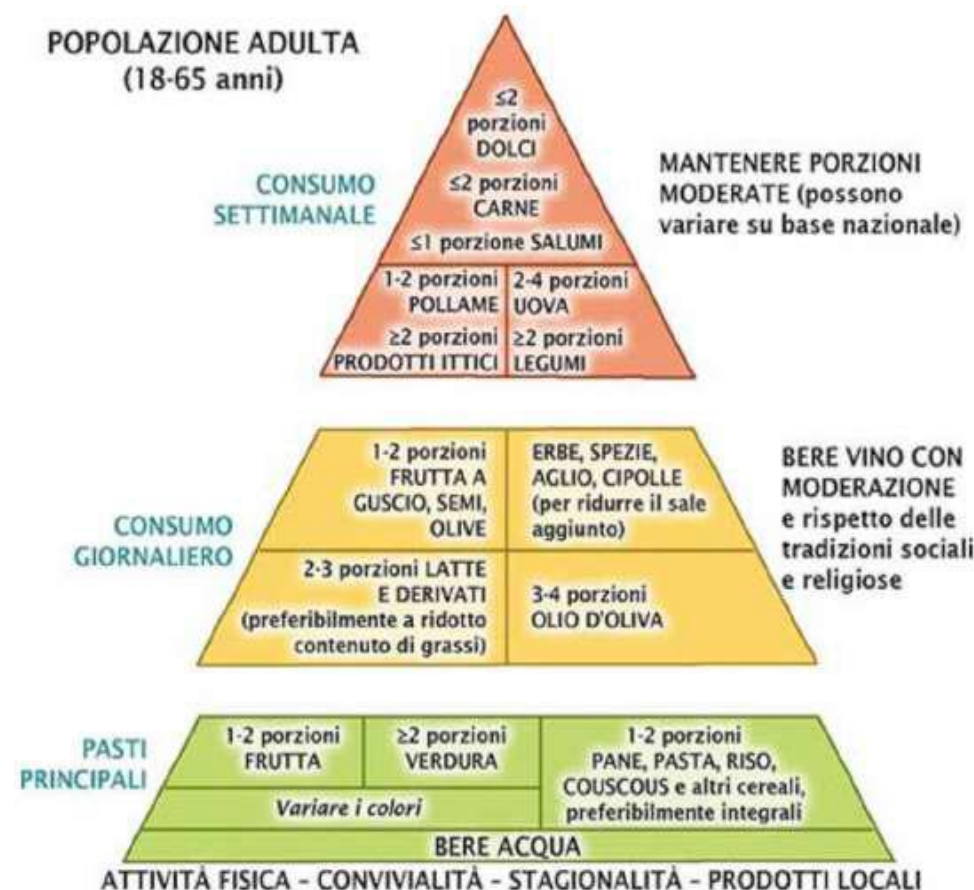 POPOLAZIONE ADULTA
(18-65 anni)
CONSUMO
SETTIMANALE
≤2
porzioni
DOLCI
≤2 porzioni
CARNE
≤1 porzione SALUMI
1-2 porzioni
POLLAME
≥2 porzioni
PRODOTTI ITTICI
2-4 porzioni
UOVA
≥2 porzioni
LEGUMI
MANTENERE PORZIONI
MODERATE (possono
variare su base nazionale)
CONSUMO
GIORNALIERO
1-2 porzioni
FRUTTA A
GUSCIO, SEMI,
OLIVE
ERBE, SPEZIE,
AGLIO, CIPOLLE
(per ridurre il sale
aggiunto)
2-3 porzioni LATTE
E DERIVATI
(preferibilmente a ridotto
contenuto di grassi)
3-4 porzioni
OLIO D'OLIVA
BERE VINO CON
MODERAZIONE
e rispetto delle
tradizioni sociali
e religiose
PASTI
PRINCIPALI
1-2 porzioni
FRUTTA
≥2 porzioni
VERDURA
Variare i colori
1-2 porzioni
PANE, PASTA, RISO,
COUSCOUS e altri cereali,
preferibilmente integrali
BERE ACQUA
ATTIVITÀ FISICA – CONVIVIALITÀ – STAGIONALITÀ – PRODOTTI LOCALI